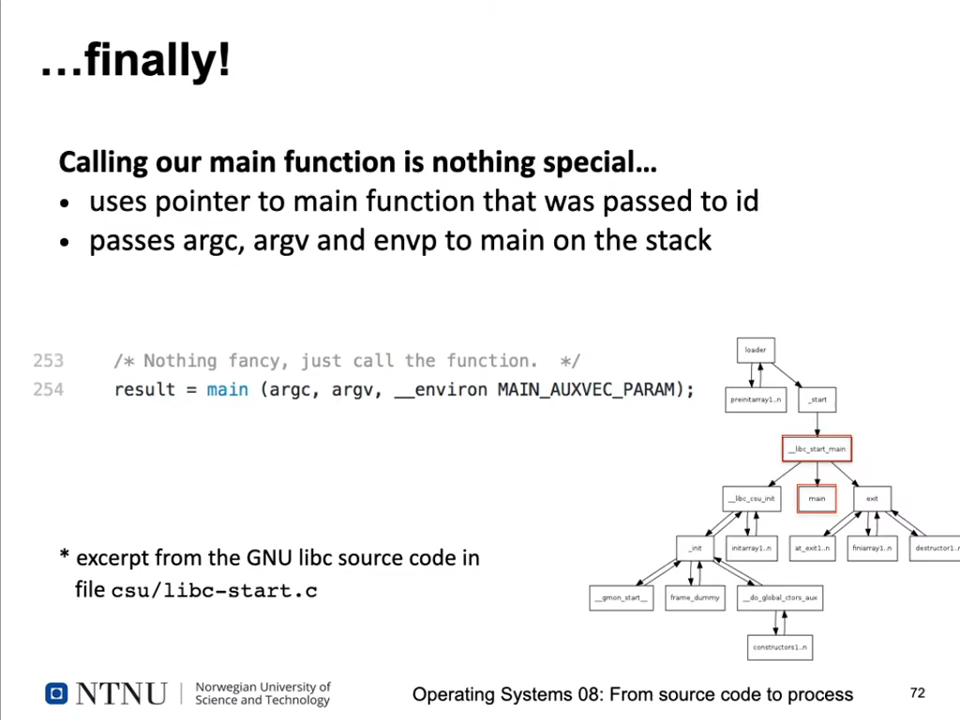 ...finally!
Calling our main function is nothing special...
• uses pointer to main function that was passed to id
• passes argc, argv and envp to main on the stack
253 /* Nothing fancy, just call the function. */
254 result = main (argc, argv, __environ MAIN_AUXVEC_PARAM);
loader
preinitarray1..n
_start
__libc_start_main
__libc_csu_init
main
exit
_init
initarray1..n
at_exit1..n
finiarray1..n
destructor1..n
__gmon_start__
frame_dummy
__do_global_ctors_aux
constructors1..n
* excerpt from the GNU libc source code in
file csu/libc-start.c
NTNU
Norwegian University of
Science and Technology
Operating Systems 08: From source code to process
72